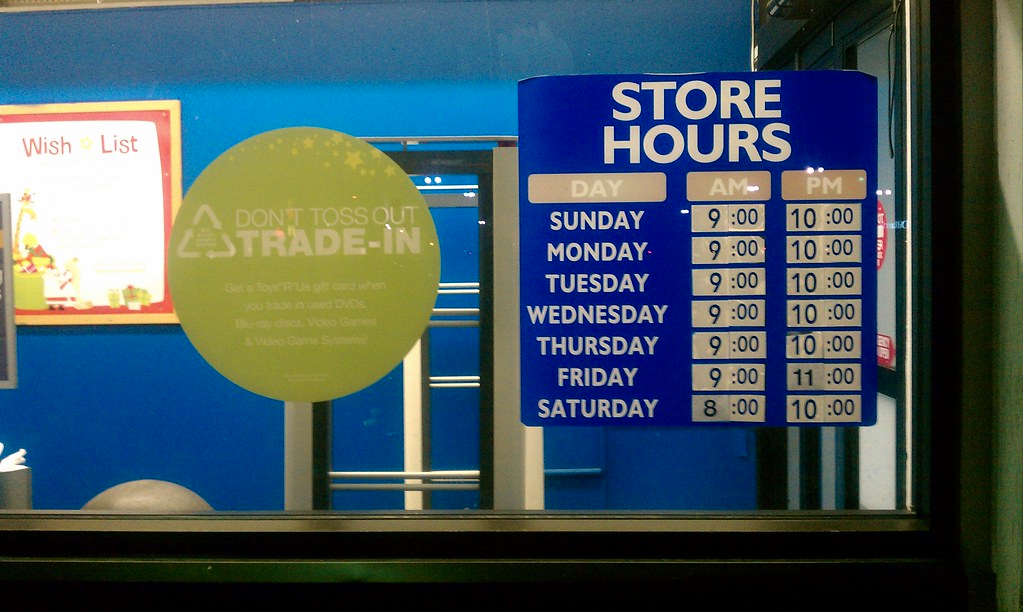 Wish List
DON'T TOSS OUT
TRADE-IN
Get a Toys"R"Us gift card when
you trade in used DVDs,
Blu-ray discs, Video Games
& Video Game Systems!
STORE
HOURS
DAY AM PM
SUNDAY 9:00 10:00
MONDAY 9:00 10:00
TUESDAY 9:00 10:00
WEDNESDAY 9:00 10:00
THURSDAY 9:00 10:00
FRIDAY 9:00 11:00
SATURDAY 8:00 10:00